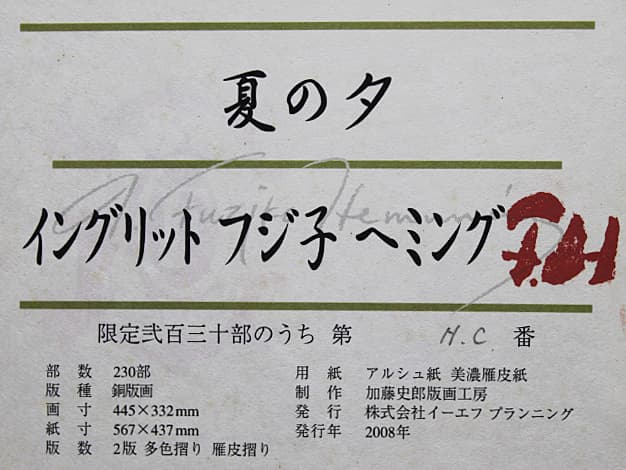 夏の夕
Fuziko Hemming
イングリット フジ子 ヘミング
F.H
限定弐百三十部のうち 第 H.C. 番
部 数 230部
版 種 銅版画
画 寸 445×332mm
紙 寸 567×437mm
版 数 2版 多色摺り 雁皮摺り
用 紙 アルシュ紙 美濃雁皮紙
制 作 加藤史郎版画工房
発 行 株式会社イーエフ プランニング
発行年 2008年